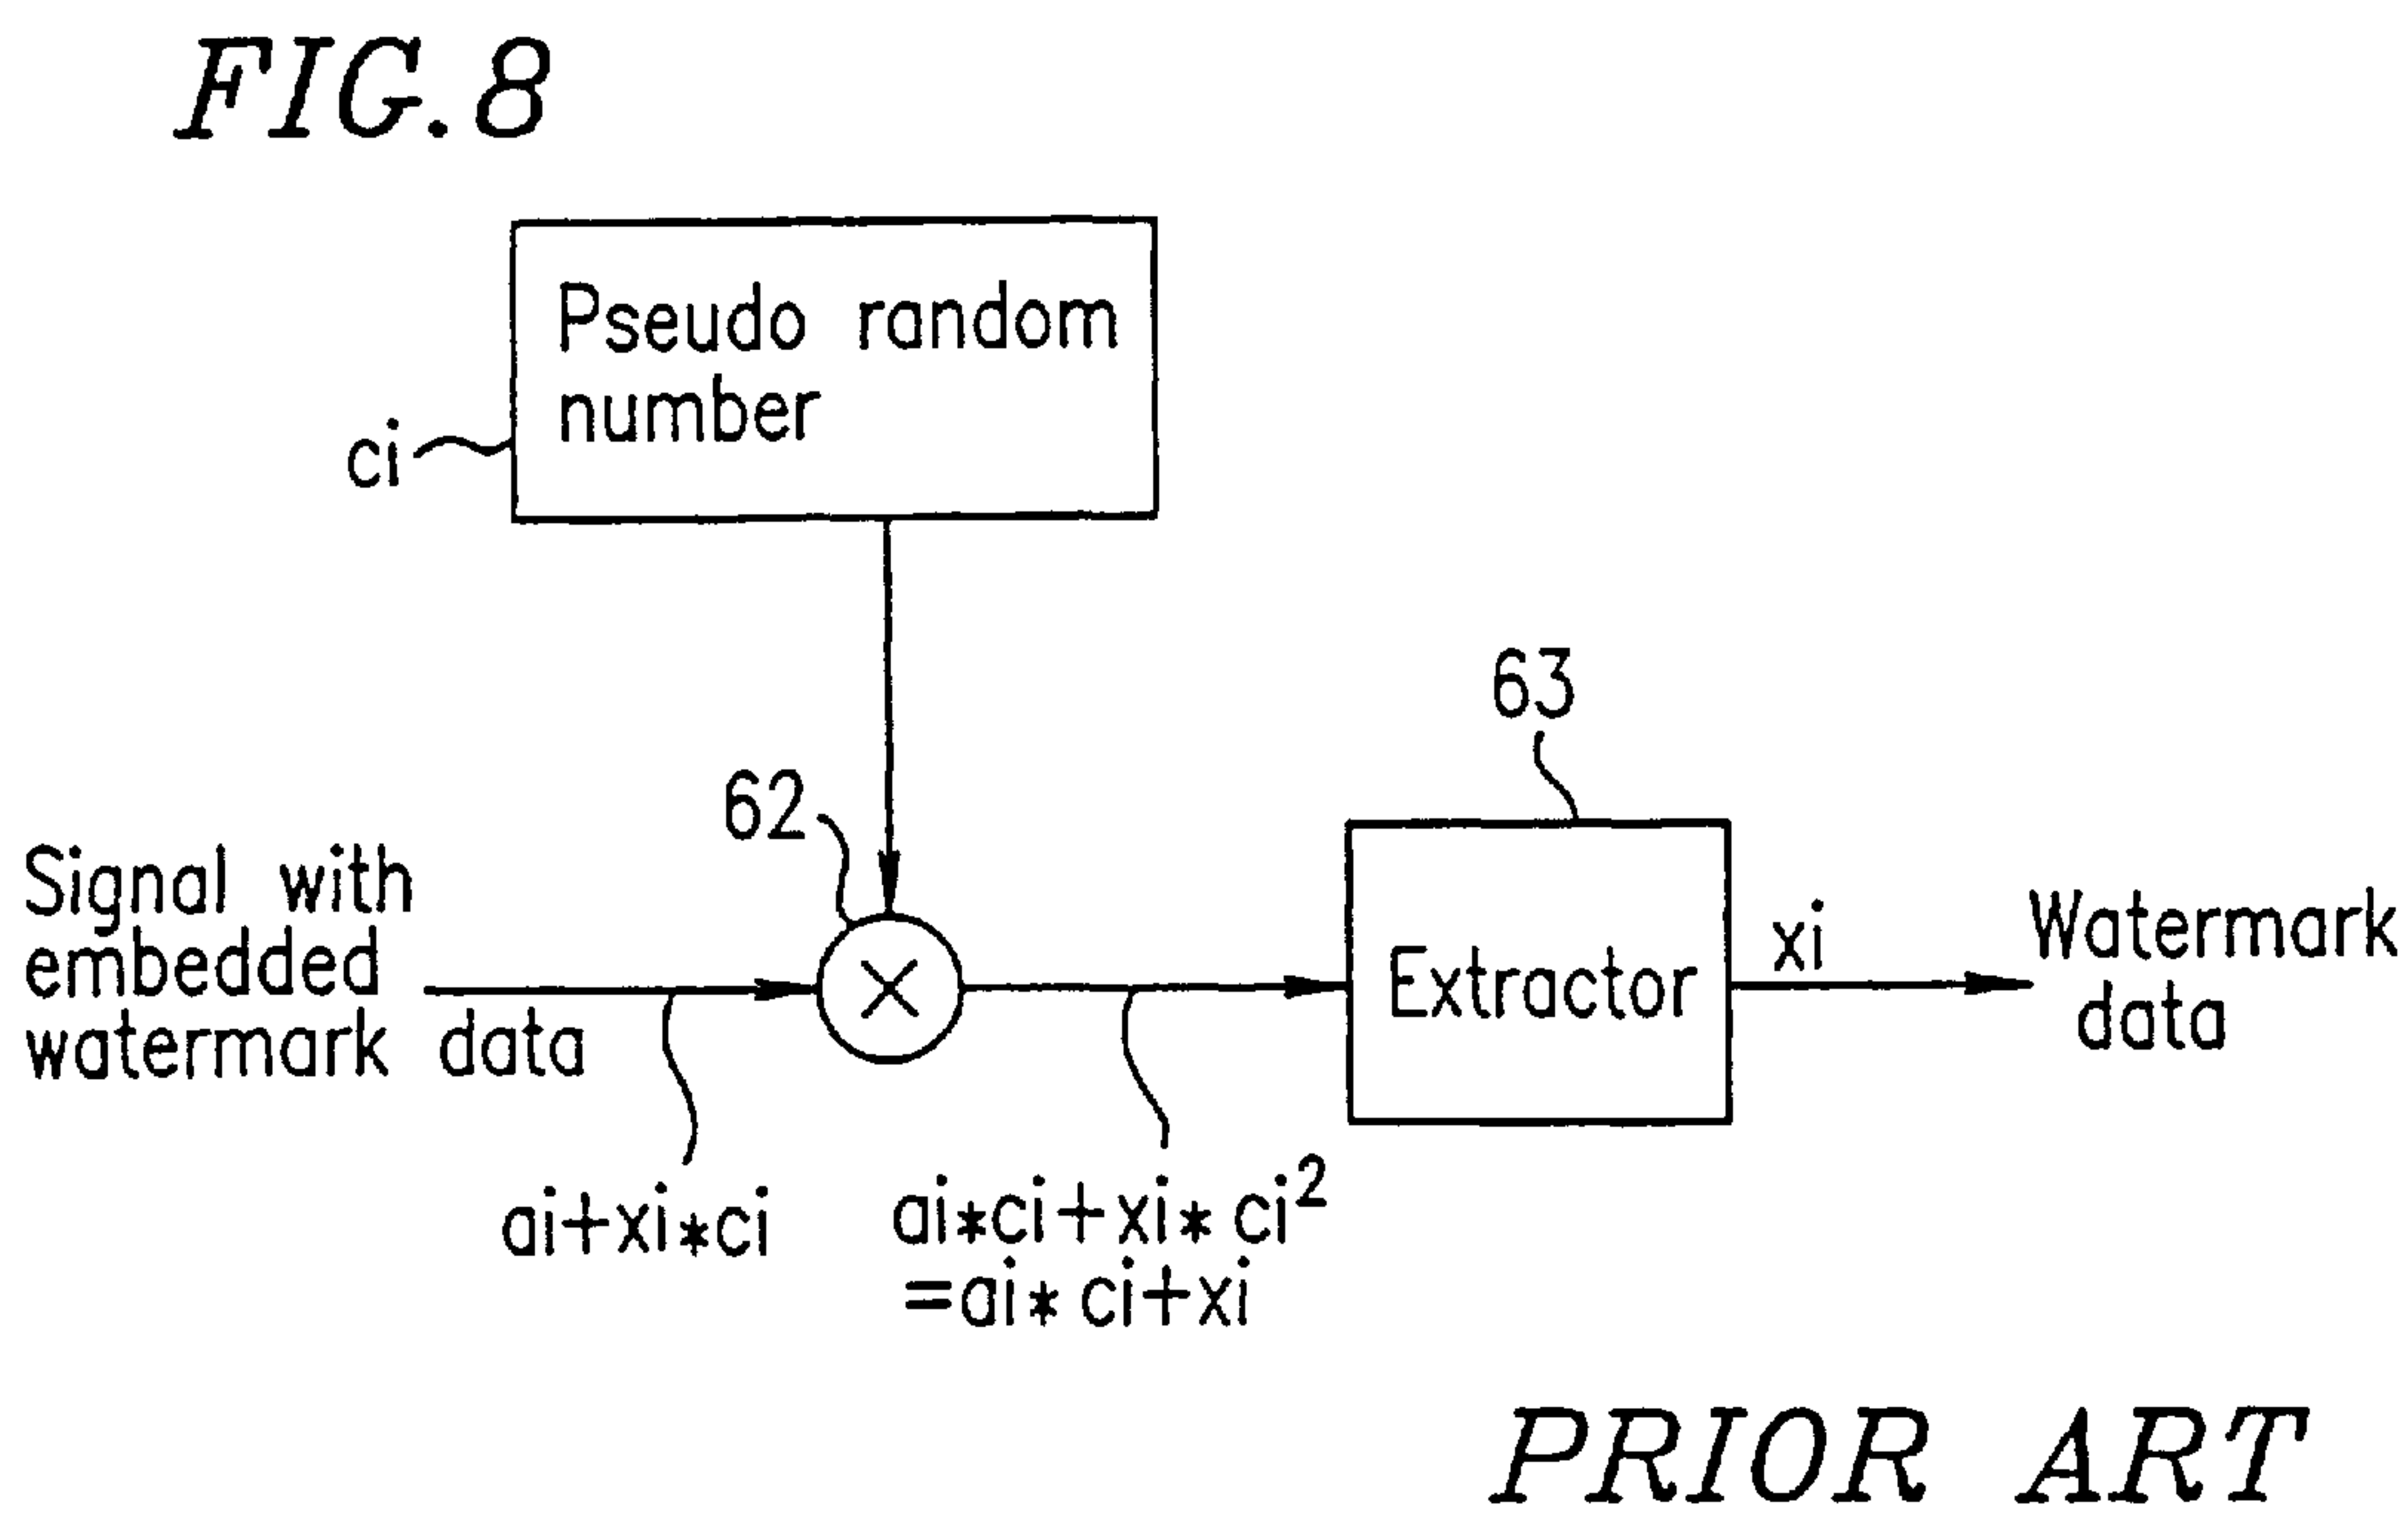 FIG.8
Pseudo random
number
ci
63
62
Signal with
embedded
watermark data
Extractor
xi
Watermark
data
ai+xi*ci
ai*ci+xi*ci²
=ai*ci+xi
PRIOR ART